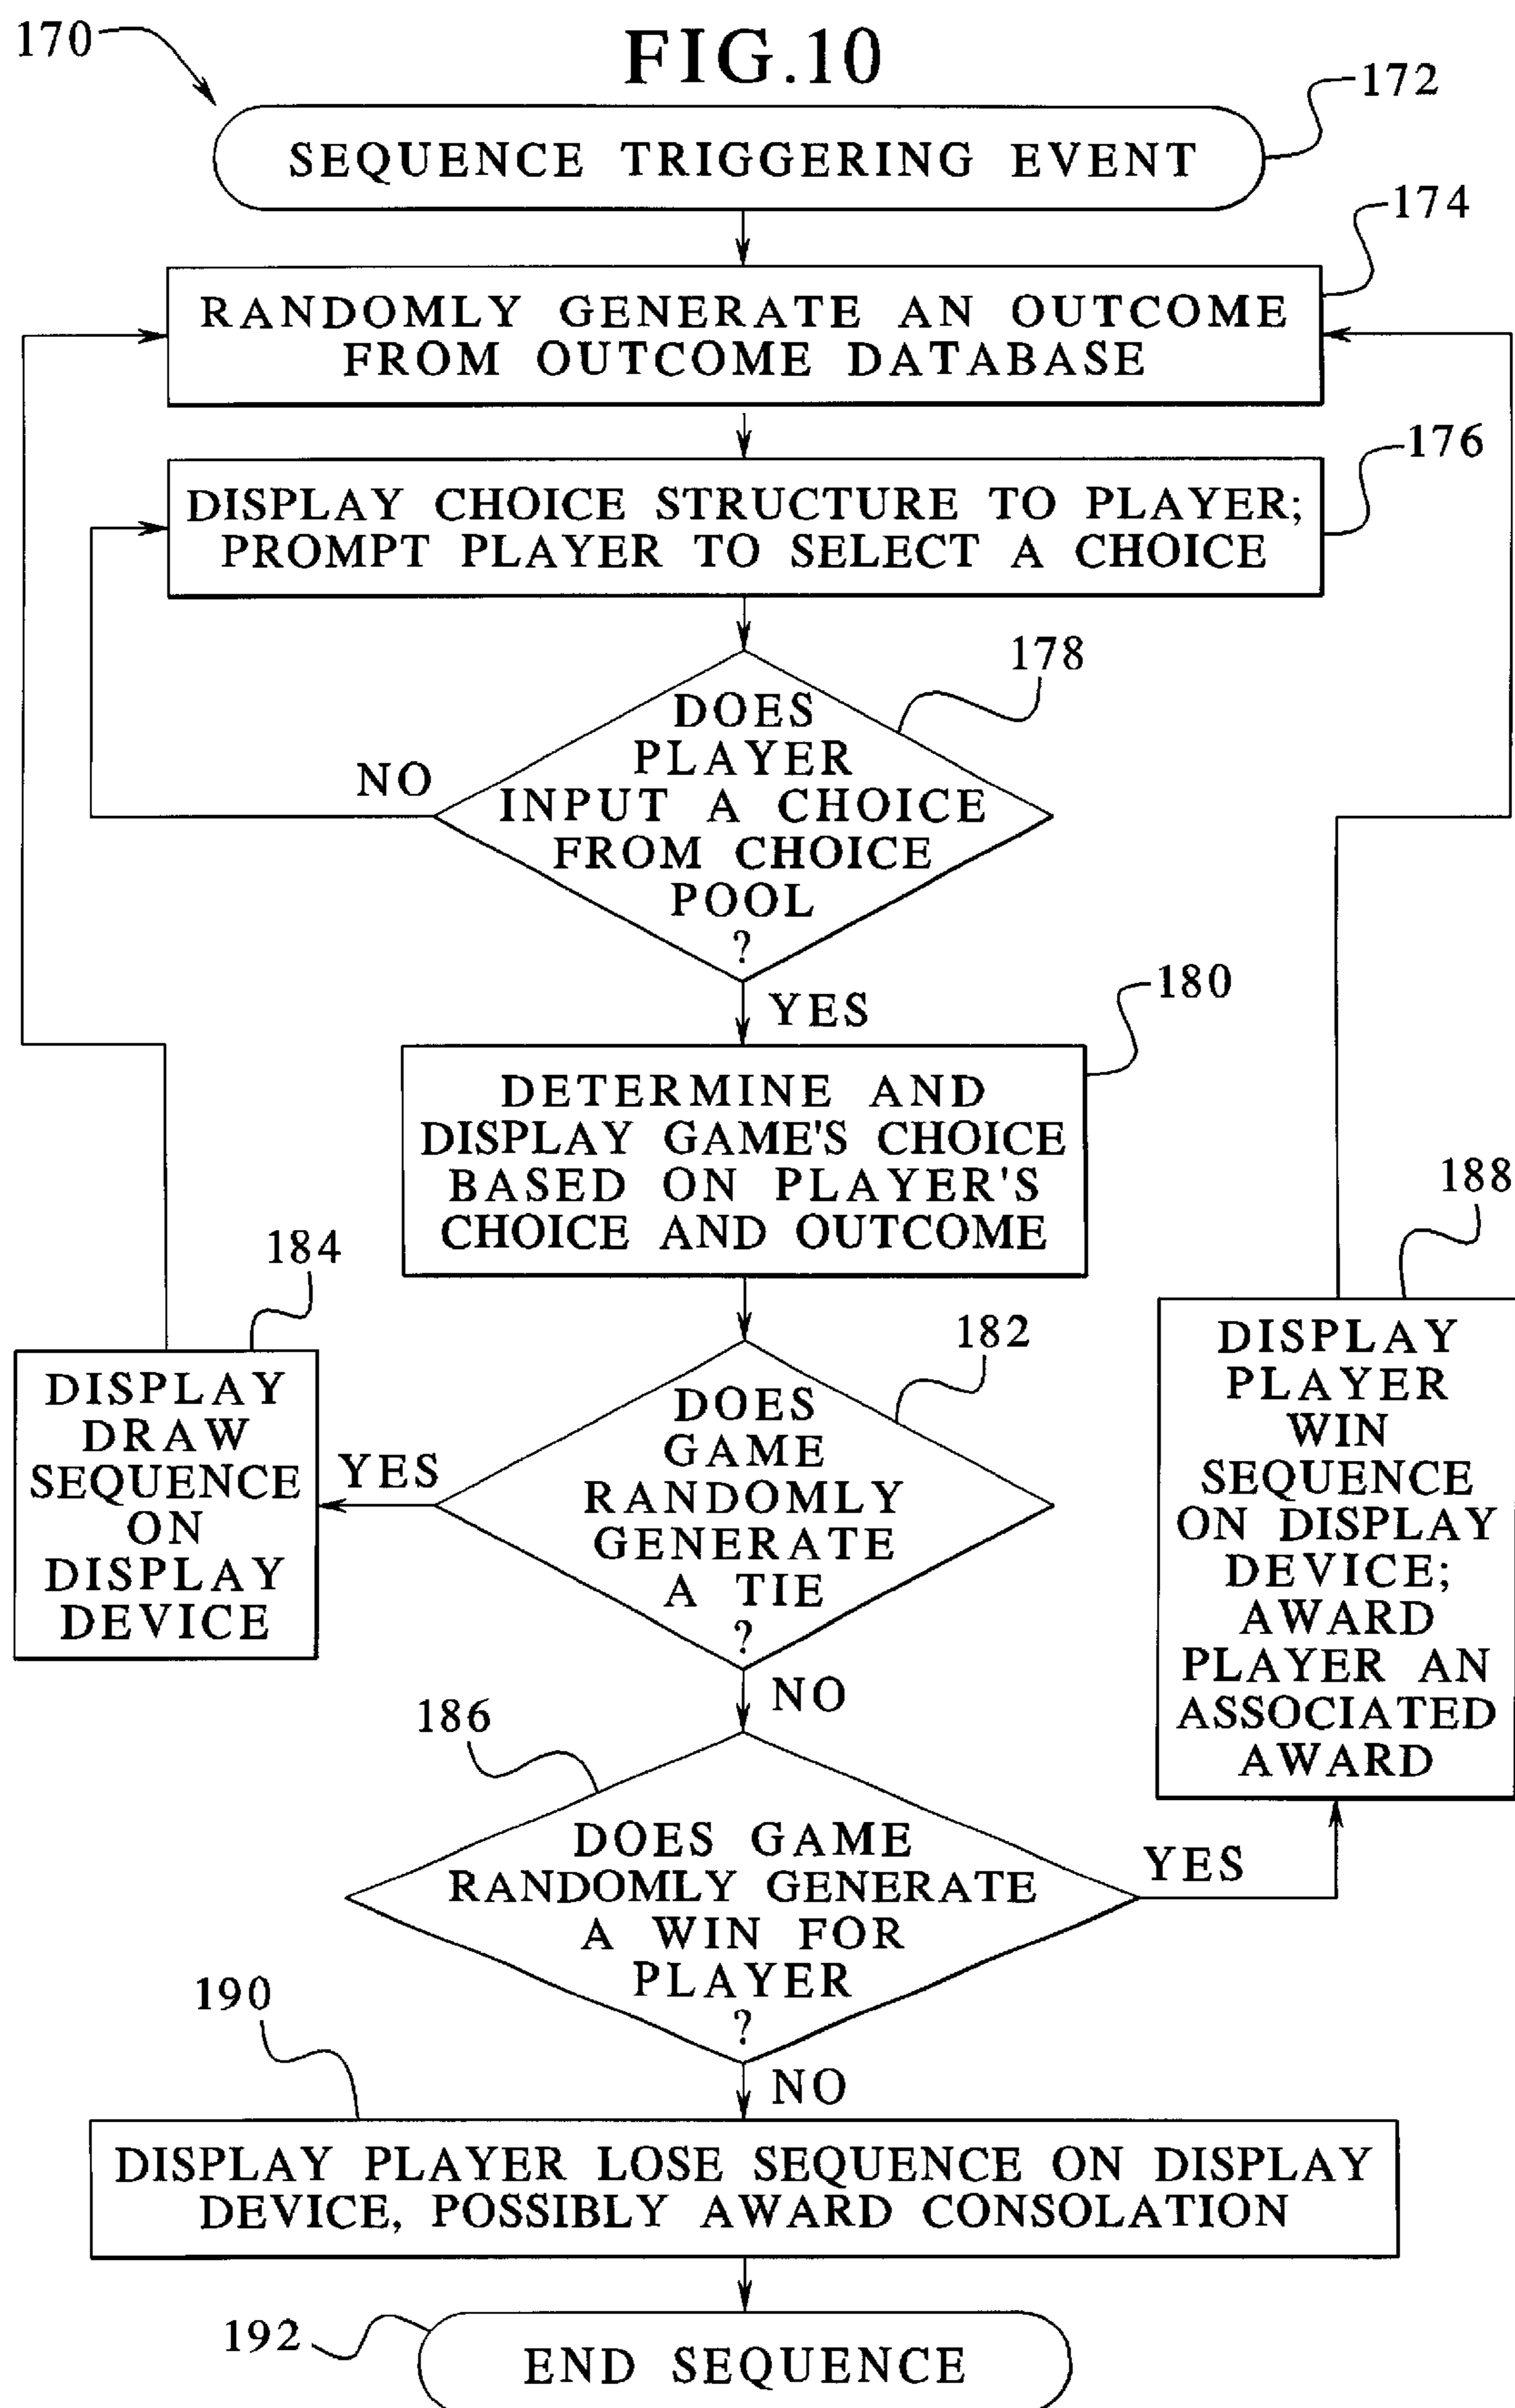 170
FIG.10
172
SEQUENCE TRIGGERING EVENT
174
RANDOMLY GENERATE AN OUTCOME
FROM OUTCOME DATABASE
176
DISPLAY CHOICE STRUCTURE TO PLAYER;
PROMPT PLAYER TO SELECT A CHOICE
178
DOES
PLAYER
INPUT A CHOICE
FROM CHOICE
POOL
?
NO
YES
180
DETERMINE AND
DISPLAY GAME'S CHOICE
BASED ON PLAYER'S
CHOICE AND OUTCOME
184
DISPLAY
DRAW
SEQUENCE
ON
DISPLAY
DEVICE
YES
182
DOES
GAME
RANDOMLY
GENERATE
A TIE
?
NO
188
DISPLAY
PLAYER
WIN
SEQUENCE
ON DISPLAY
DEVICE;
AWARD
PLAYER AN
ASSOCIATED
AWARD
186
DOES GAME
RANDOMLY GENERATE
A WIN FOR
PLAYER
?
YES
NO
190
DISPLAY PLAYER LOSE SEQUENCE ON DISPLAY
DEVICE, POSSIBLY AWARD CONSOLATION
192
END SEQUENCE